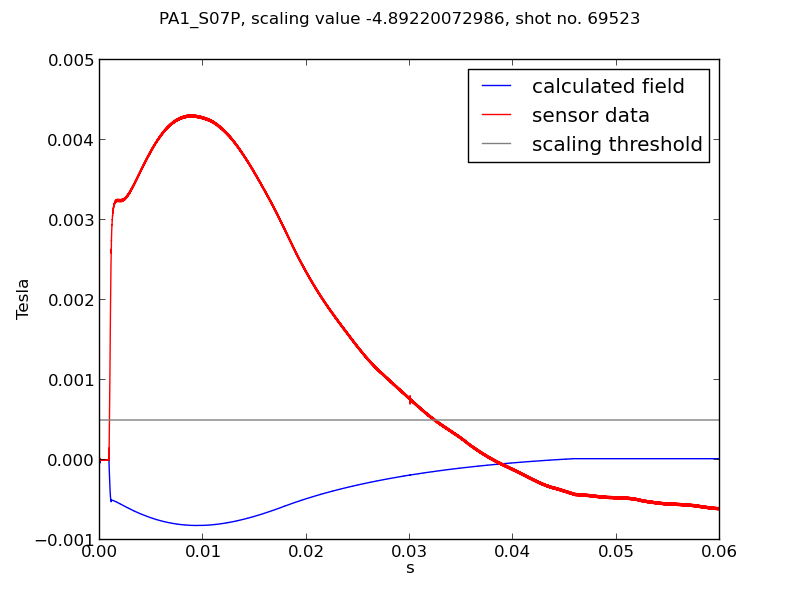 PA1_S07P, scaling value -4.89220072986, shot no. 69523
0.005
0.004
0.003
0.002
0.001
0.000
−0.001
Tesla
calculated field
sensor data
scaling threshold
0.00
0.01
0.02
0.03
0.04
0.05
0.06
s